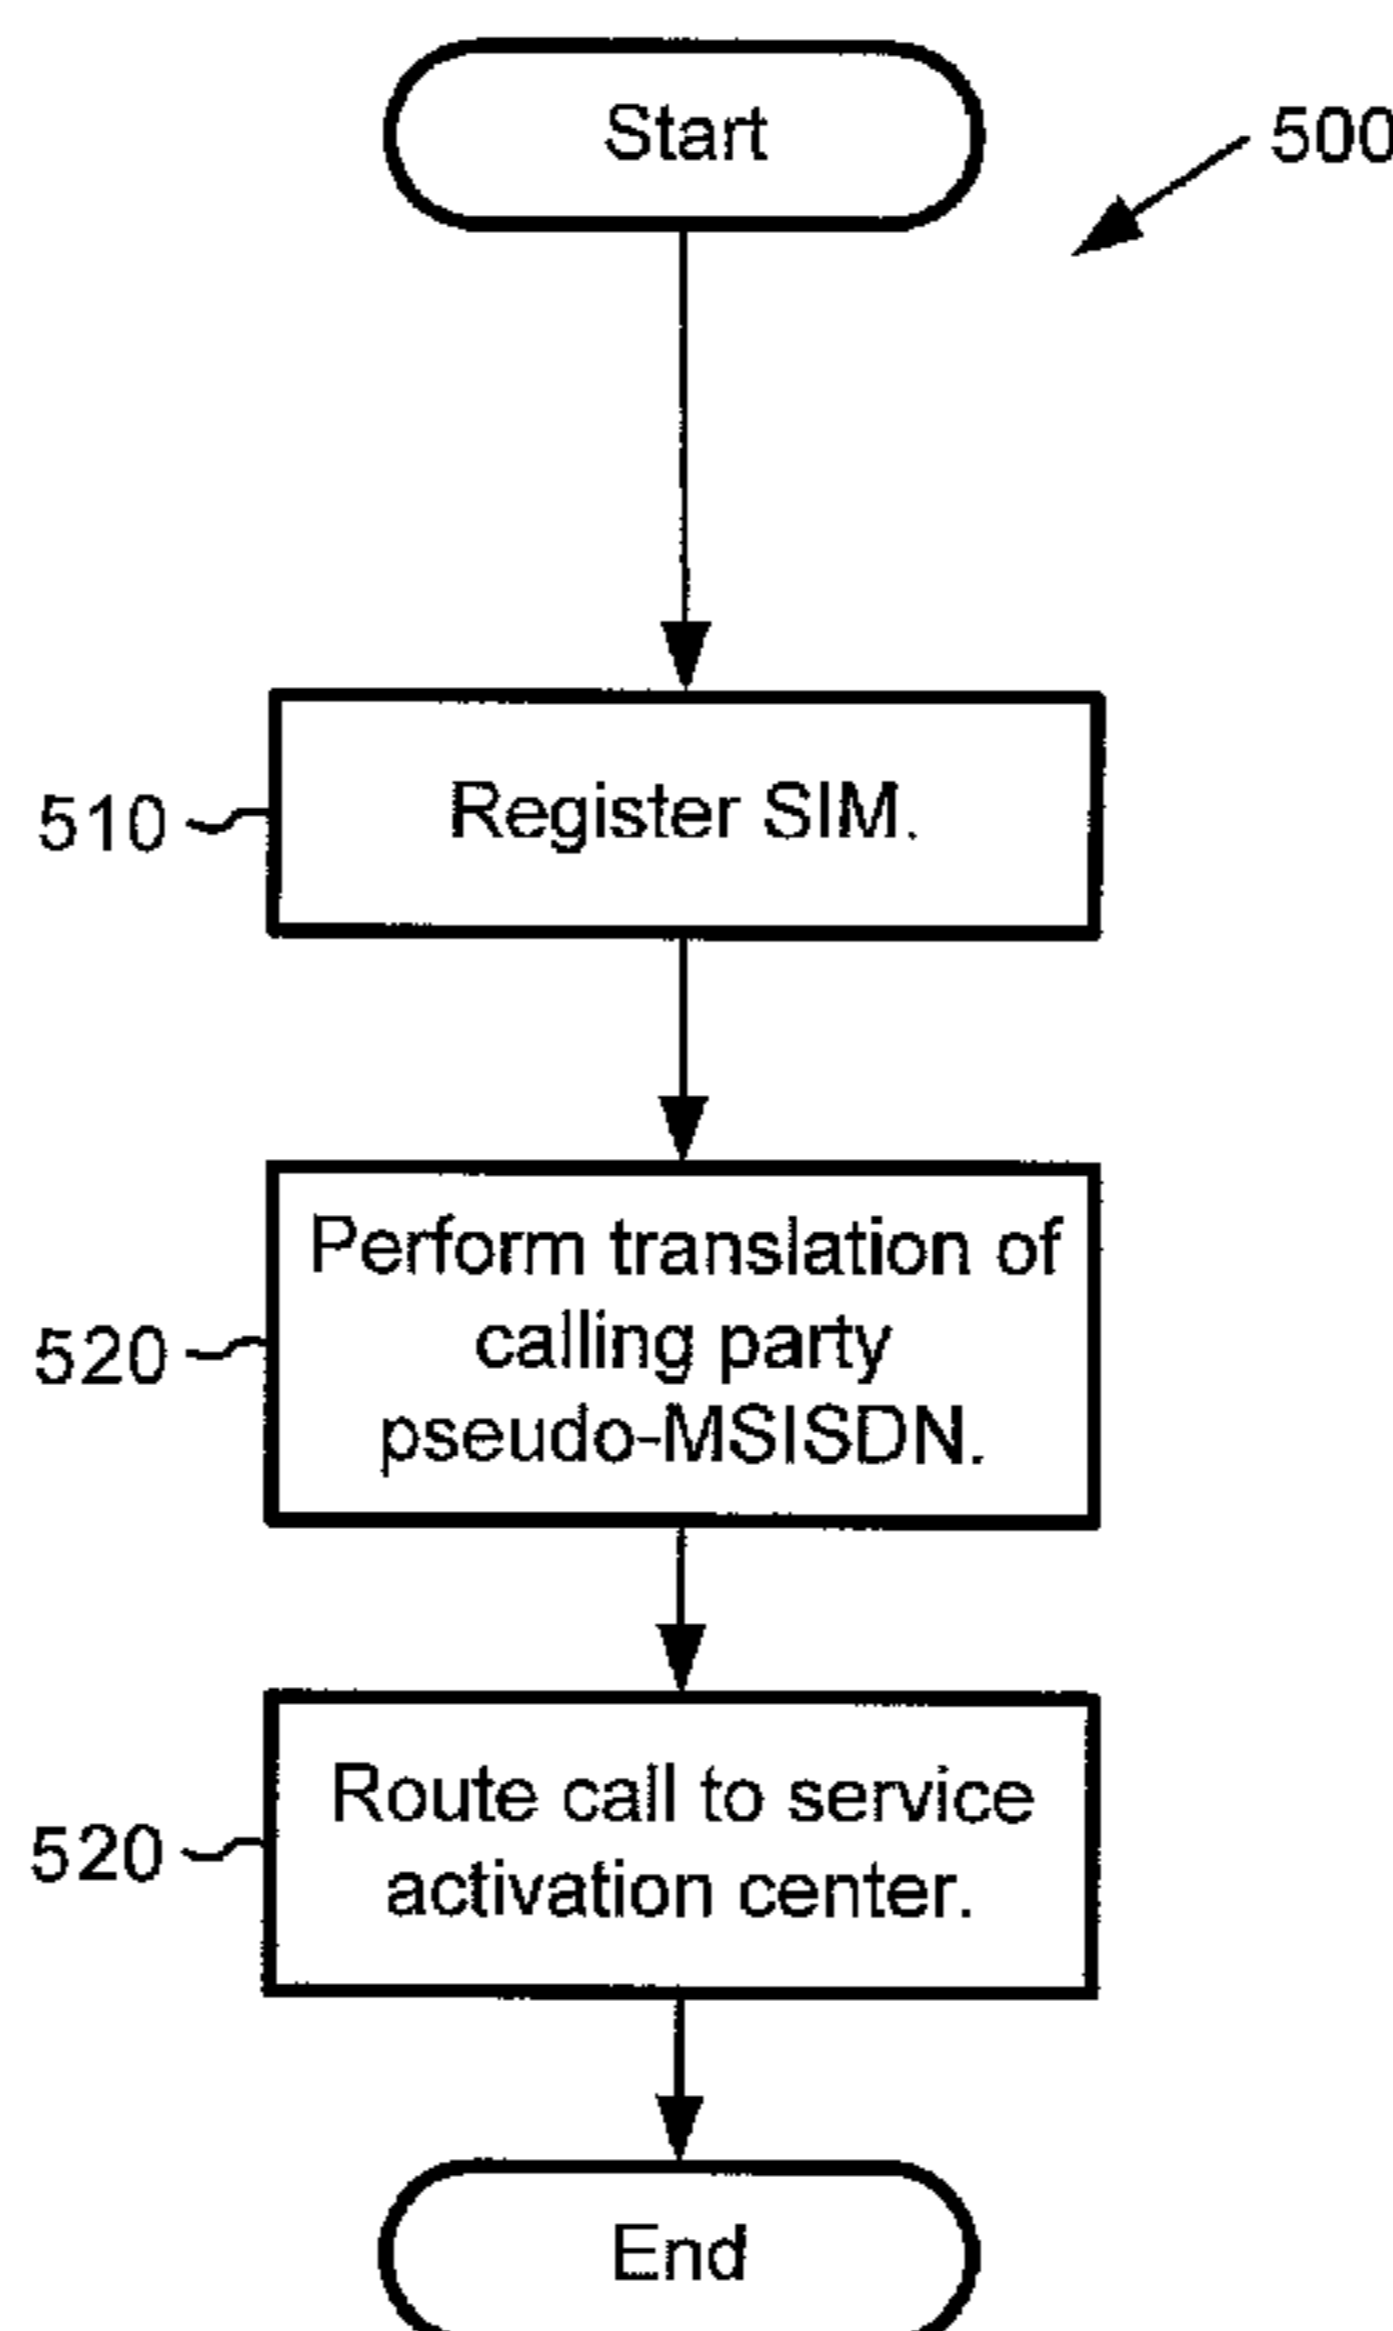 Start
500
Register SIM.
510
Perform translation of
calling party
pseudo-MSISDN.
520
Route call to service
activation center.
520
End